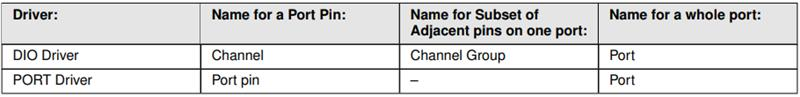 Driver: Name for a Port Pin: Name for Subset of Adjacent pins on one port: Name for a whole port:
DIO Driver Channel Channel Group Port
PORT Driver Port pin – Port